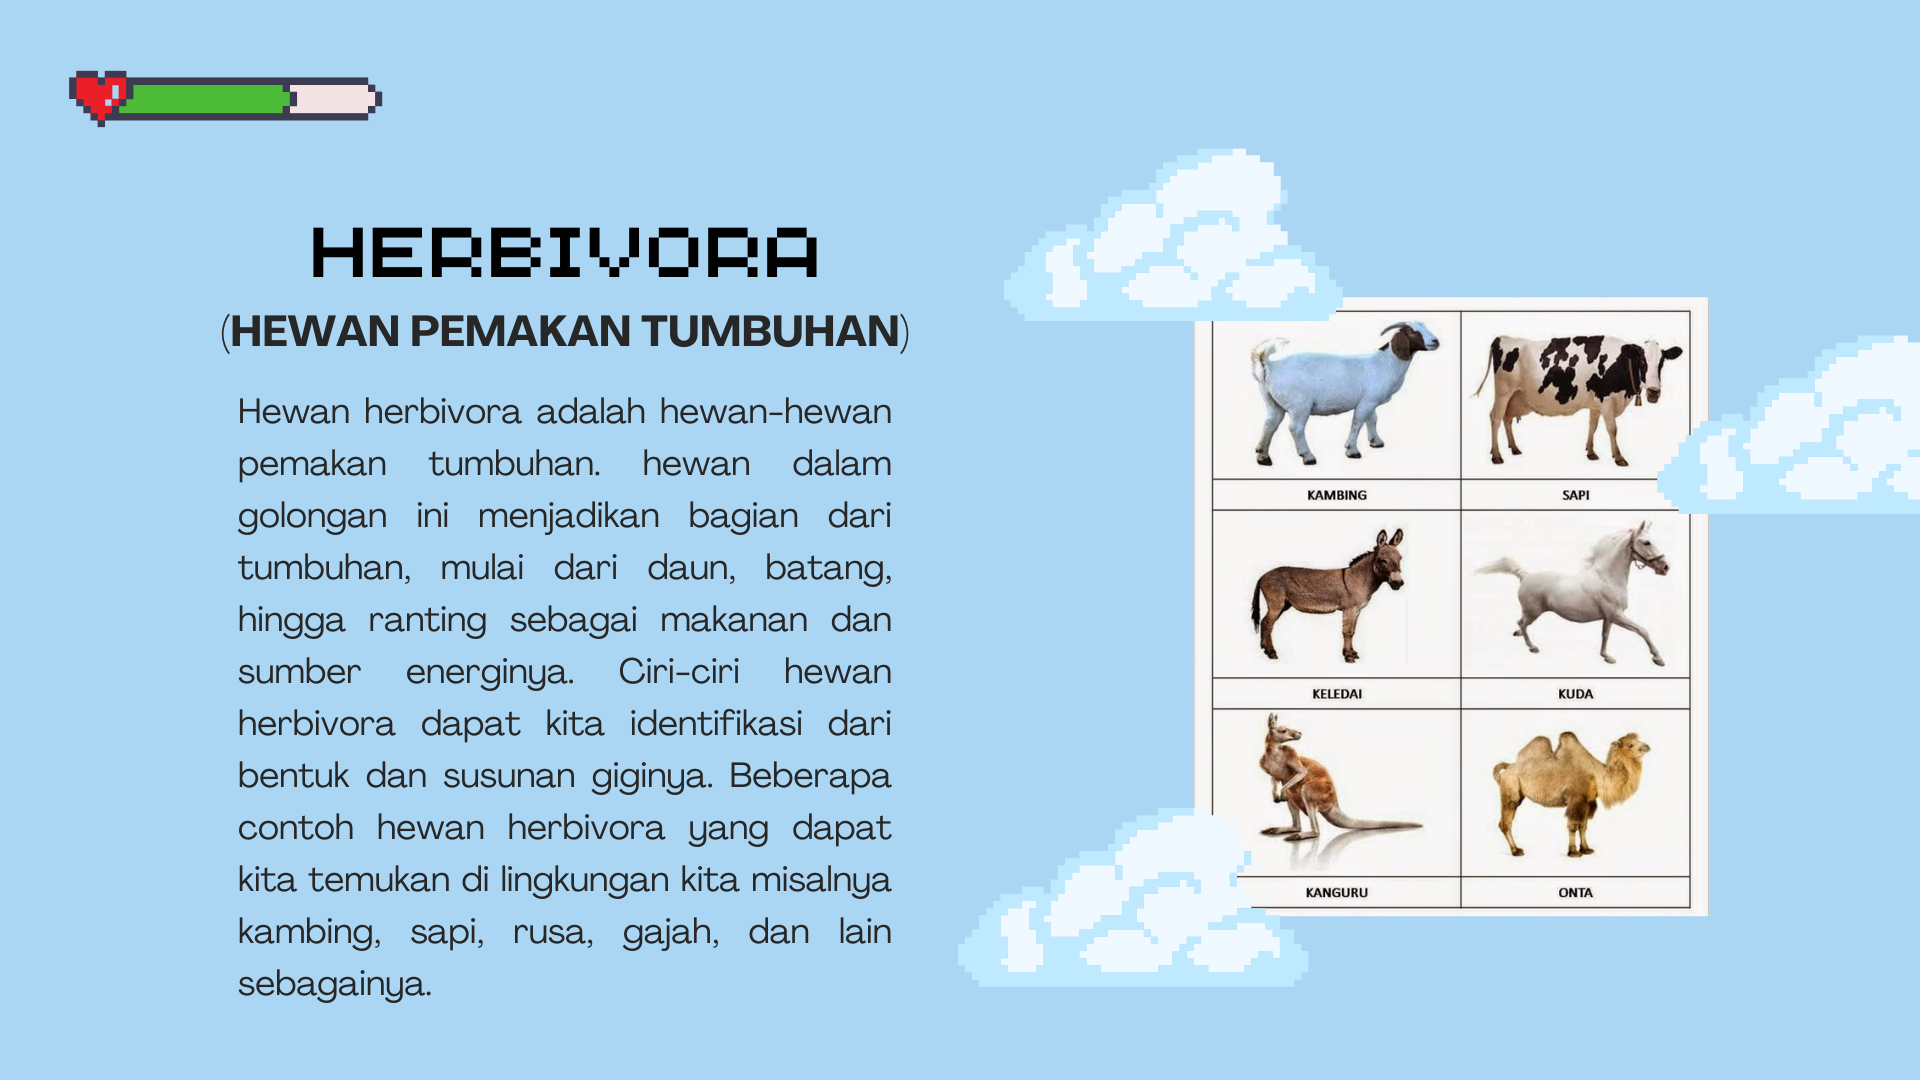 HERBIVORA
(HEWAN PEMAKAN TUMBUHAN)
Hewan herbivora adalah hewan-hewan
pemakan tumbuhan. hewan dalam
golongan ini menjadikan bagian dari
tumbuhan, mulai dari daun, batang,
hingga ranting sebagai makanan dan
sumber energinya. Ciri-ciri hewan
herbivora dapat kita identifikasi dari
bentuk dan susunan giginya. Beberapa
contoh hewan herbivora yang dapat
kita temukan di lingkungan kita misalnya
kambing, sapi, rusa, gajah, dan lain
sebagainya.
KAMBING
SAPI
KELEDAI
KUDA
KANGURU
ONTA